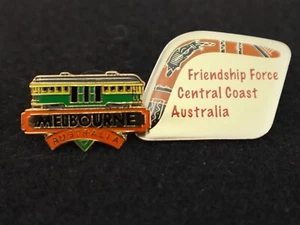 MELBOURNE
AUSTRALIA
Friendship Force
Central Coast
Australia